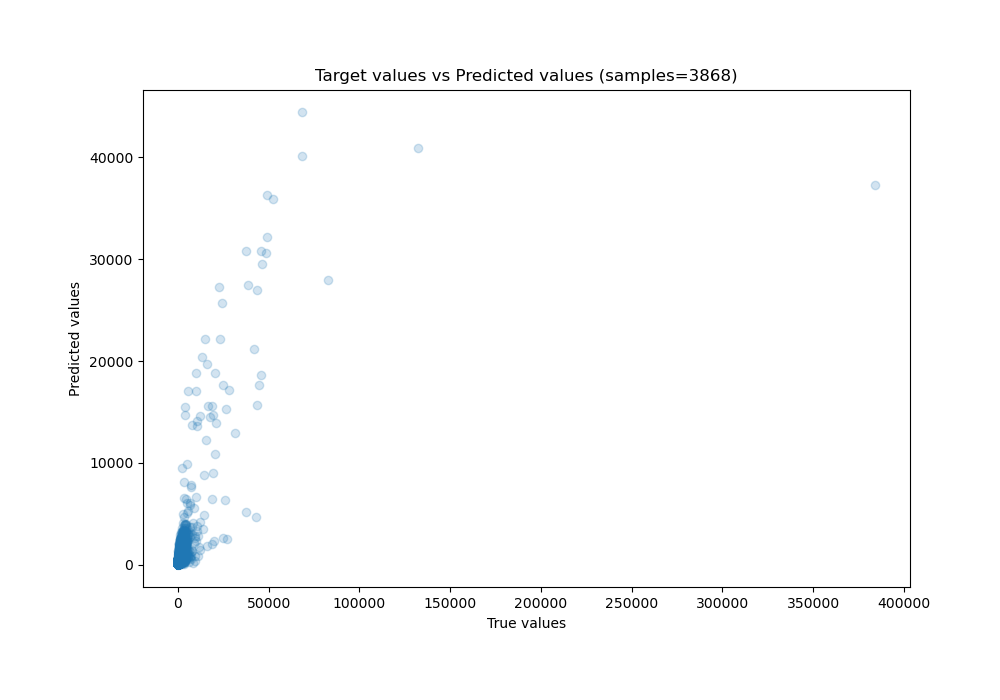 Target values vs Predicted values (samples=3868)
Predicted values
40000
30000
20000
10000
0
0 50000 100000 150000 200000 250000 300000 350000 400000
True values